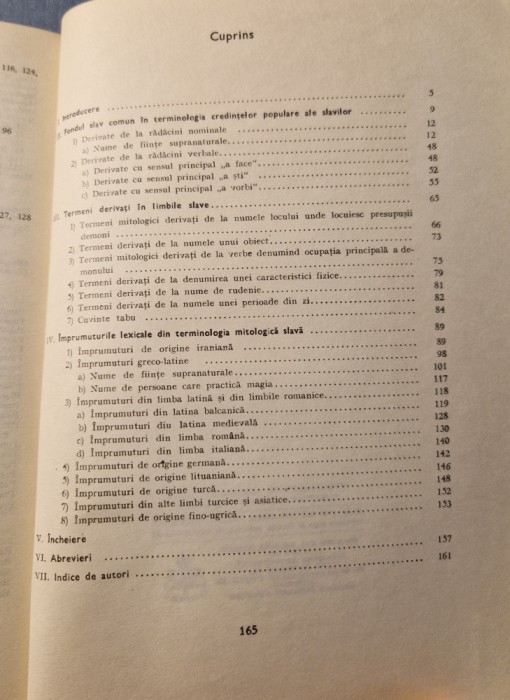 116, 124,
96
27, 128
Cuprins
I. Introducere 5
II. Fondul slav comun în terminologia credințelor populare ale slavilor 9
1) Derivate de la rădăcini nominale 12
a) Nume de ființe supranaturale 12
2) Derivate de la rădăcini verbale 48
a) Derivate cu sensul principal „a face" 48
b) Derivate cu sensul principal „a ști" 52
c) Derivate cu sensul principal „a vorbi" 55
III. Termeni derivați în limbile slave 65
1) Termeni mitologici derivați de la numele locului unde locuiesc presupușii
demoni 66
2) Termeni derivați de la numele unui obiect 73
3) Termeni mitologici derivați de la verbe denumind ocupația principală a de-
monului 75
4) Termeni derivați de la denumirea unei caracteristici fizice 79
5) Termeni derivați de la nume de rudenie 81
6) Termeni derivați de la numele unei perioade din zi 82
7) Cuvinte tabu 84
IV. Împrumuturile lexicale din terminologia mitologică slavă 89
1) Împrumuturi de origine iraniană 89
2) Împrumuturi greco-latine 98
a) Nume de ființe supranaturale 101
b) Nume de persoane care practică magia 117
3) Împrumuturi din limba latină și din limbile romanice 118
a) Împrumuturi din latina balcanică 119
b) Împrumuturi din latina medievală 128
c) Împrumuturi din limba română 130
d) Împrumuturi din limba italiană 140
4) Împrumuturi de origine germană 142
5) Împrumuturi de origine lituaniană 146
6) Împrumuturi de origine turcă 148
7) Împrumuturi din alte limbi turcice și asiatice 152
8) Împrumuturi de origine fino-ugrică 153
V. Încheiere 157
VI. Abrevieri 161
VII. Indice de autori
165